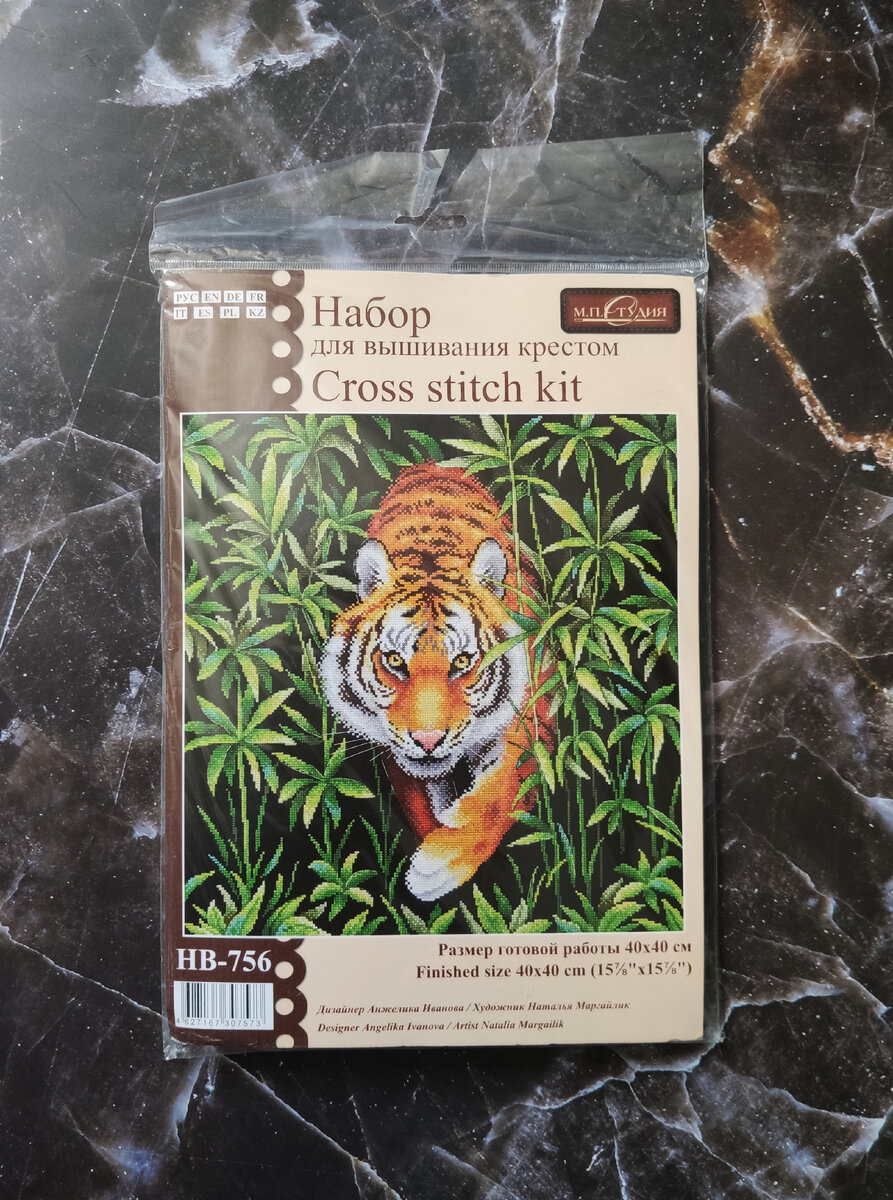 РУС EN DE FR
IT ES PL KZ
Набор
для вышивания крестом
Cross stitch kit
М.П.СТУДИЯ
НВ-756
4 627167 307573
Размер готовой работы 40х40 см
Finished size 40x40 cm (15⅞"x15⅞")
Дизайнер Анжелика Иванова / Художник Наталья Маргайлик
Designer Angelika Ivanova / Artist Natalia Margailik